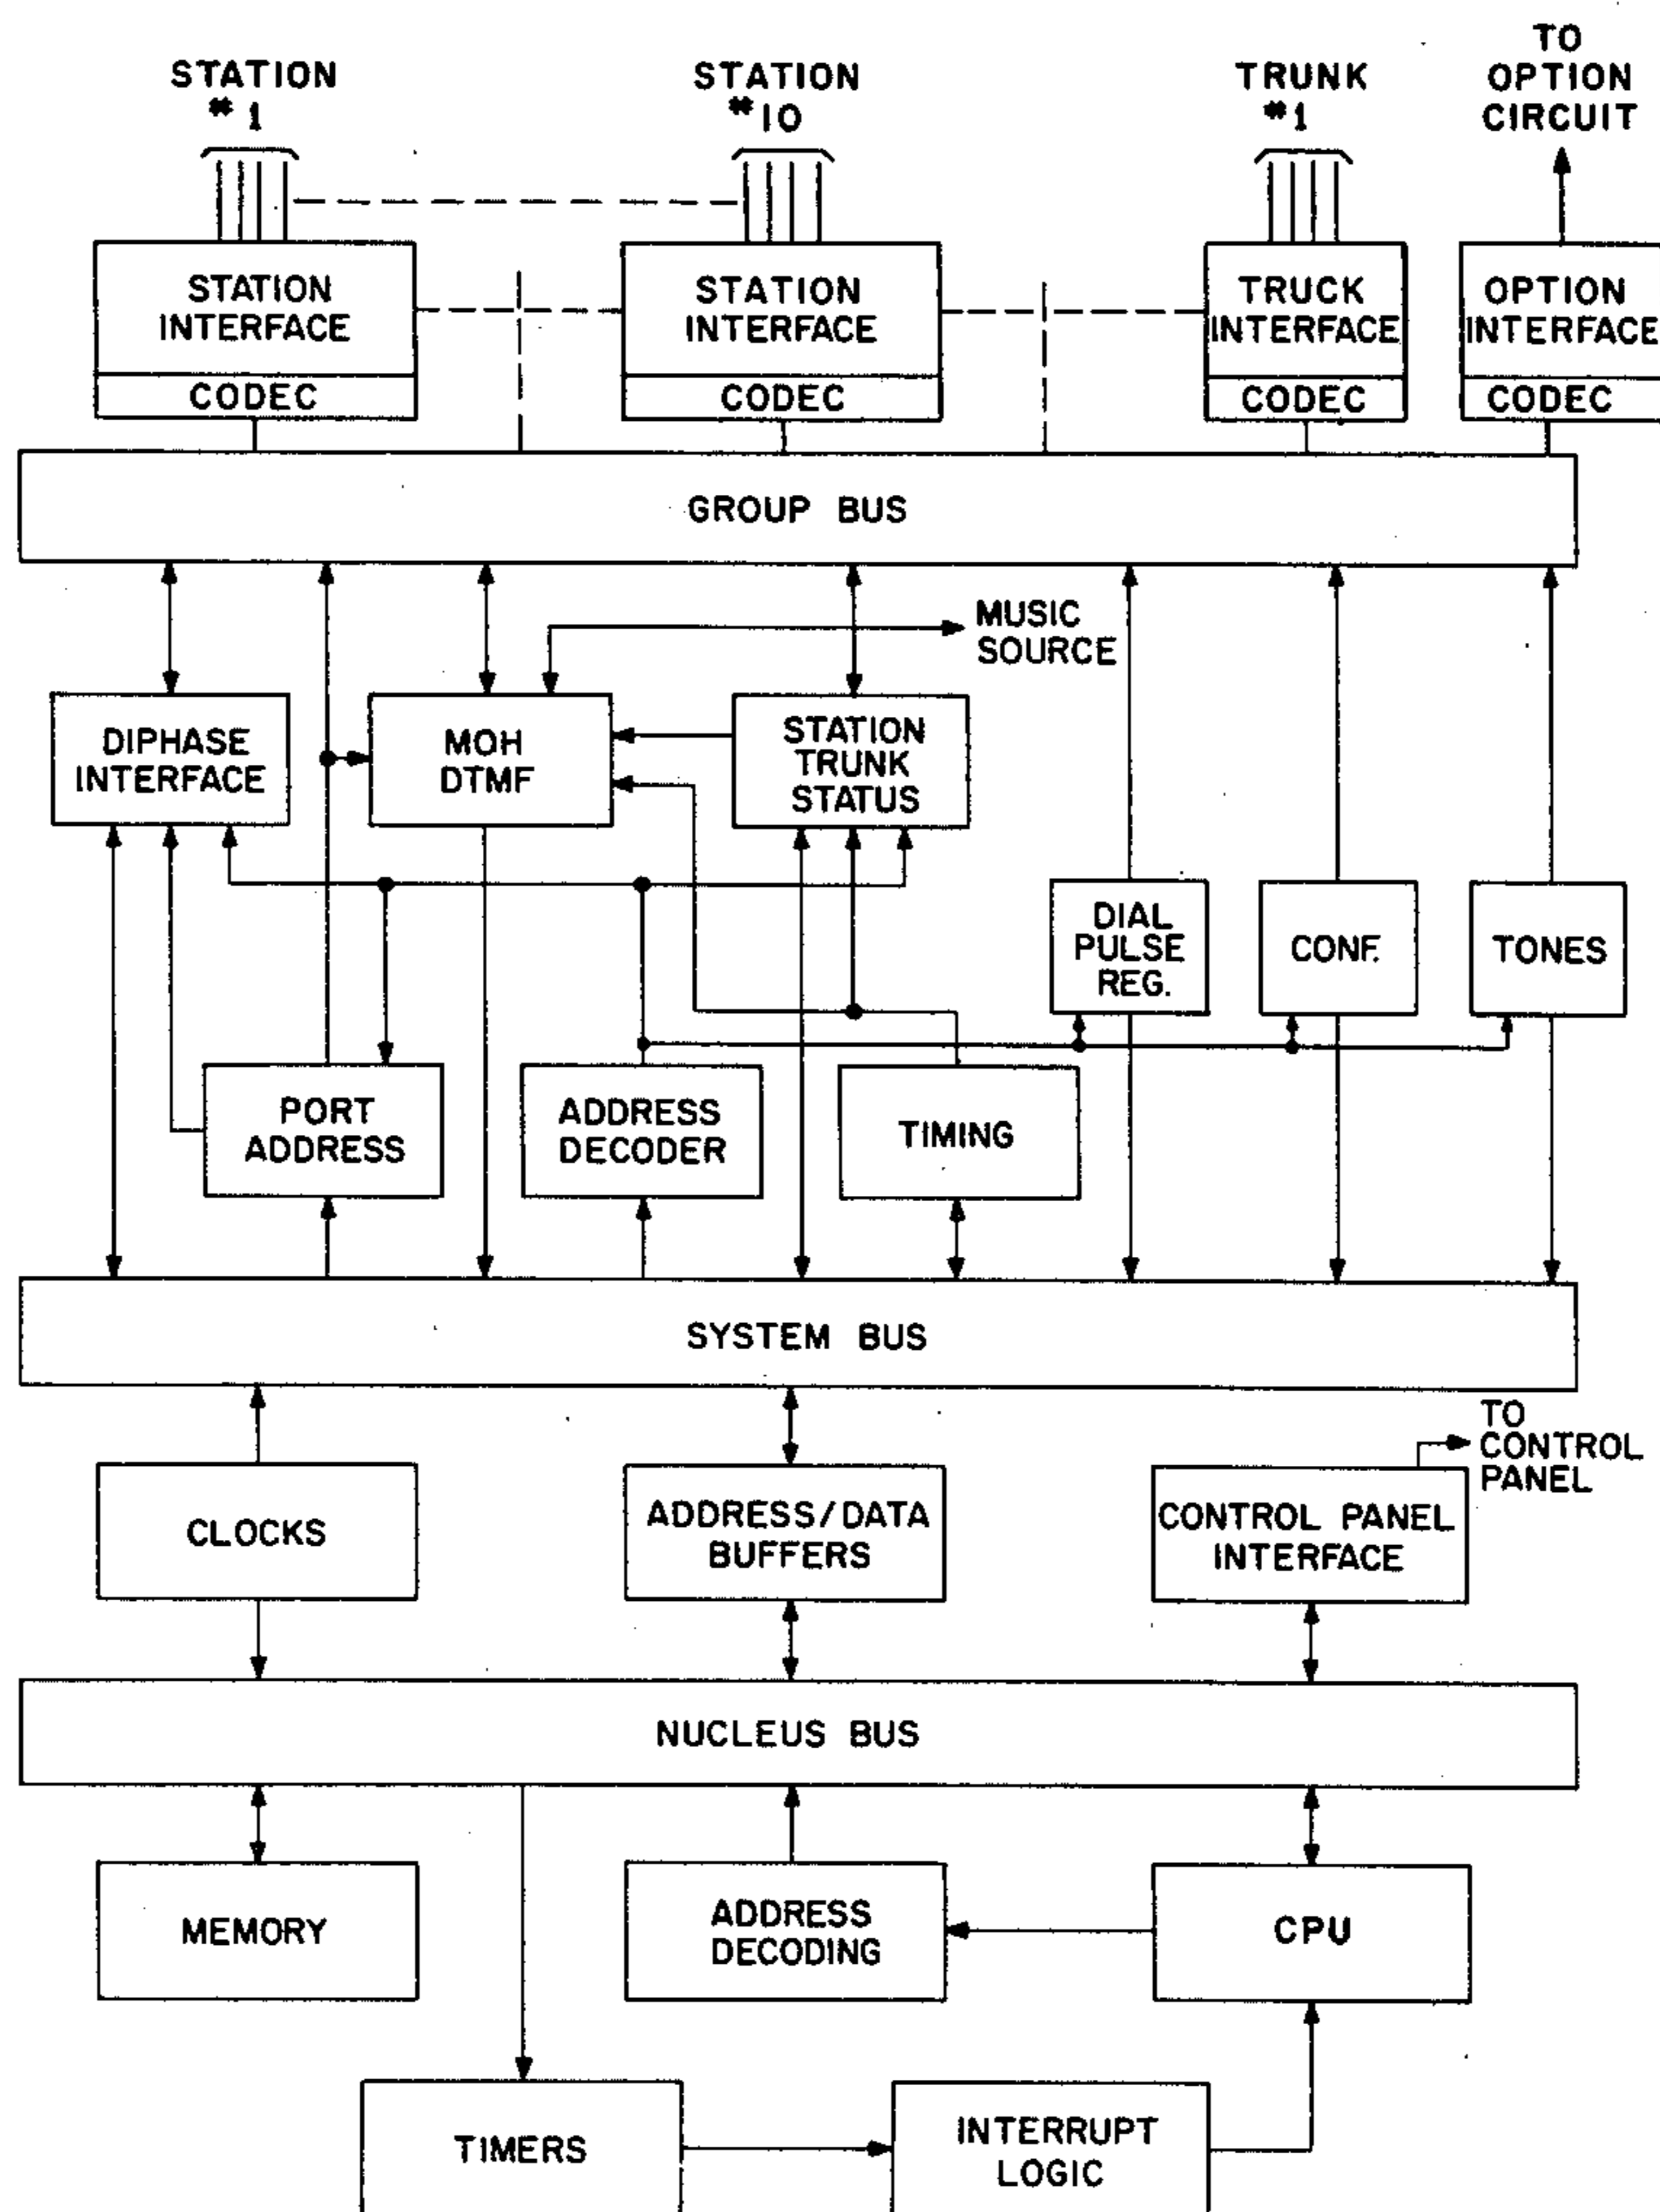 STATION
#1
STATION
#10
TRUNK
#1
TO
OPTION
CIRCUIT
STATION
INTERFACE
CODEC
STATION
INTERFACE
CODEC
TRUCK
INTERFACE
CODEC
OPTION
INTERFACE
CODEC
GROUP BUS
MUSIC
SOURCE
DIPHASE
INTERFACE
MOH
DTMF
STATION
TRUNK
STATUS
DIAL
PULSE
REG.
CONF.
TONES
PORT
ADDRESS
ADDRESS
DECODER
TIMING
SYSTEM BUS
TO
CONTROL
PANEL
CLOCKS
ADDRESS/DATA
BUFFERS
CONTROL PANEL
INTERFACE
NUCLEUS BUS
MEMORY
ADDRESS
DECODING
CPU
TIMERS
INTERRUPT
LOGIC